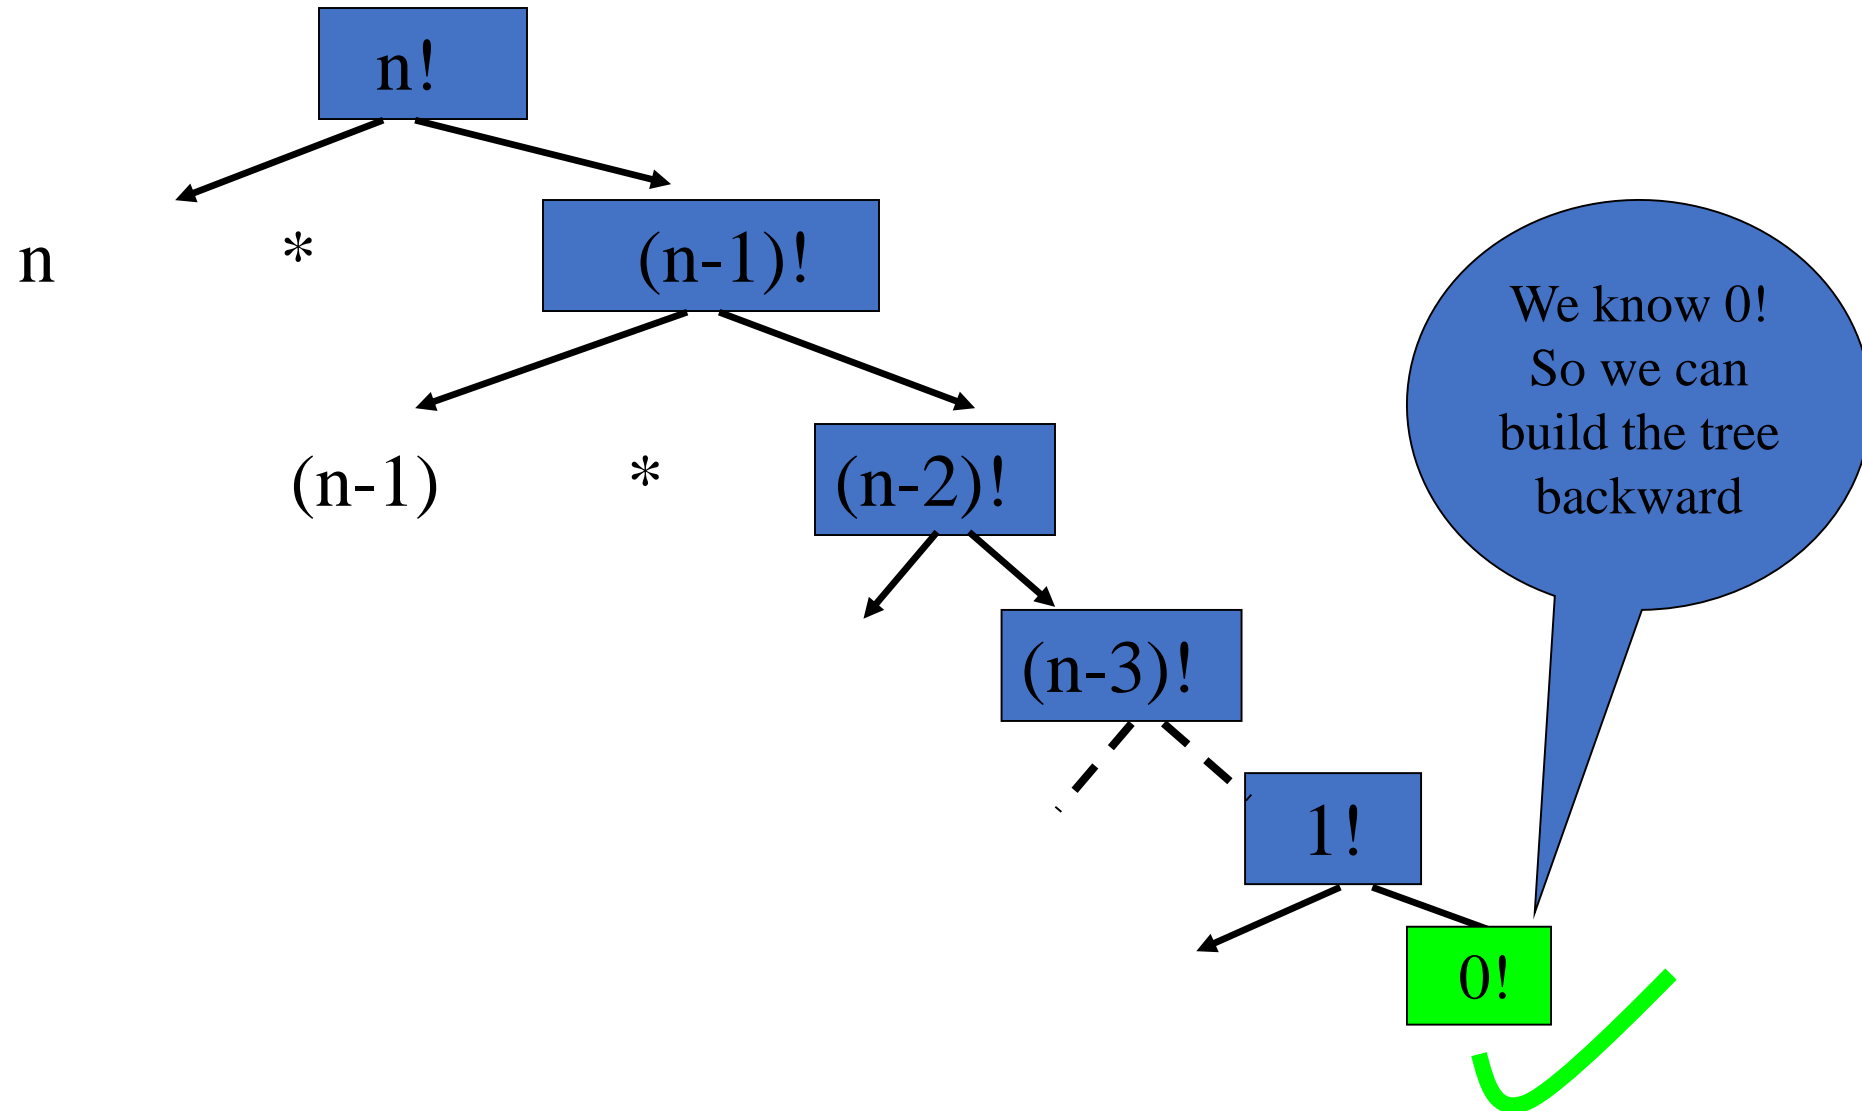 n!
n * (n-1)!
(n-1) * (n-2)!
(n-3)!
1!
0!
We know 0!
So we can
build the tree
backward